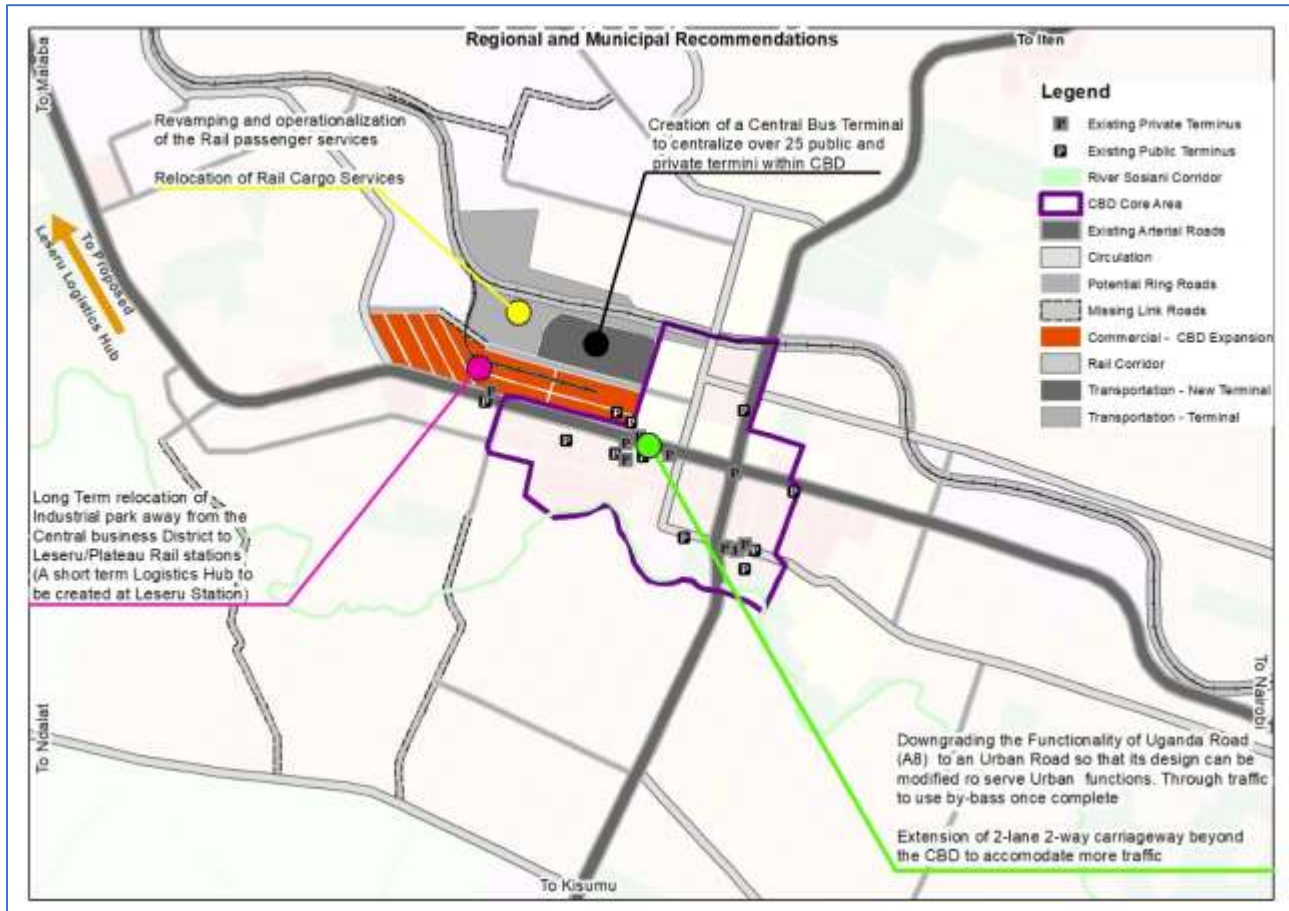 Regional and Municipal Recommendations
To Iten
To Malaba
Revamping and operationalization
of the Rail passenger services
Relocation of Rail Cargo Services
Creation of a Central Bus Terminal
to centralize over 25 public and
private termini within CBD
Legend
Existing Private Terminus
Existing Public Terminus
River Sosiani Corridor
CBD Core Area
Existing Arterial Roads
Circulation
Potential Ring Roads
Missing Link Roads
Commercial - CBD Expansion
Rail Corridor
Transportation - New Terminal
Transportation - Terminal
To Proposed
Leseru Logistics Hub
Long Term relocation of
Industrial park away from the
Central business District to
Leseru/Plateau Rail stations
(A short term Logistics Hub to
be created at Leseru Station)
To Ndalat
To Nairobi
Downgrading the Functionality of Uganda Road
(A8) to an Urban Road so that its design can be
modified ro serve Urban functions. Through traffic
to use by-bass once complete
Extension of 2-lane 2-way carriageway beyond
the CBD to accomodate more traffic
To Kisumu